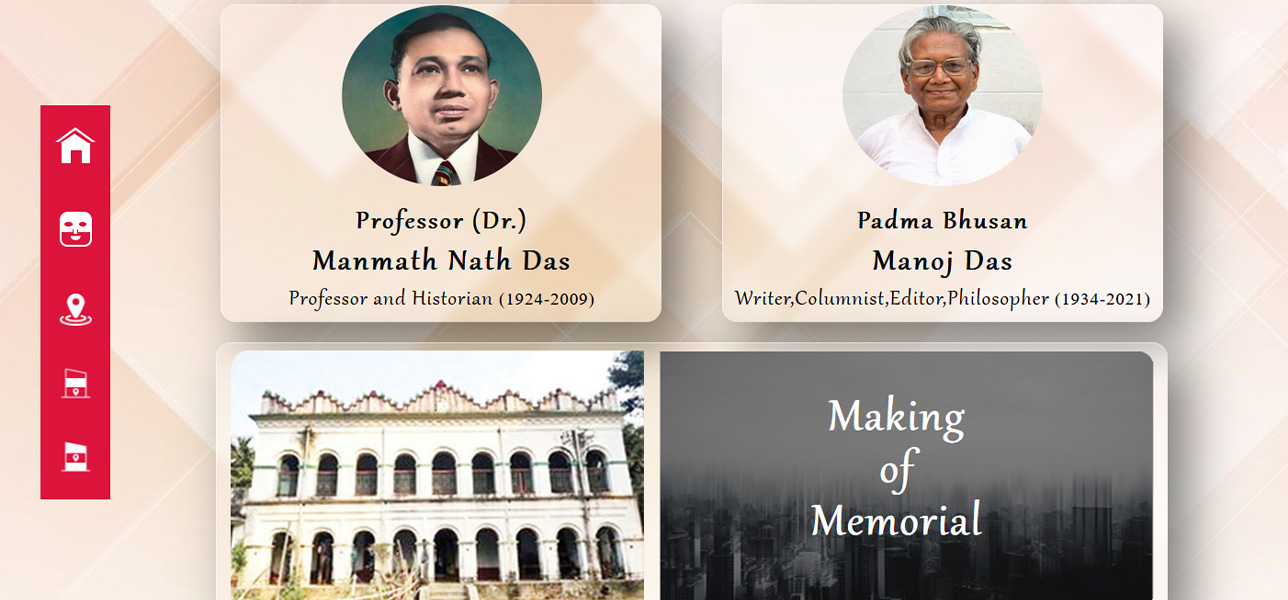 Professor (Dr.)
Manmath Nath Das
Professor and Historian (1924-2009)
Padma Bhusan
Manoj Das
Writer,Columnist,Editor,Philosopher (1934-2021)
Making
of
Memorial